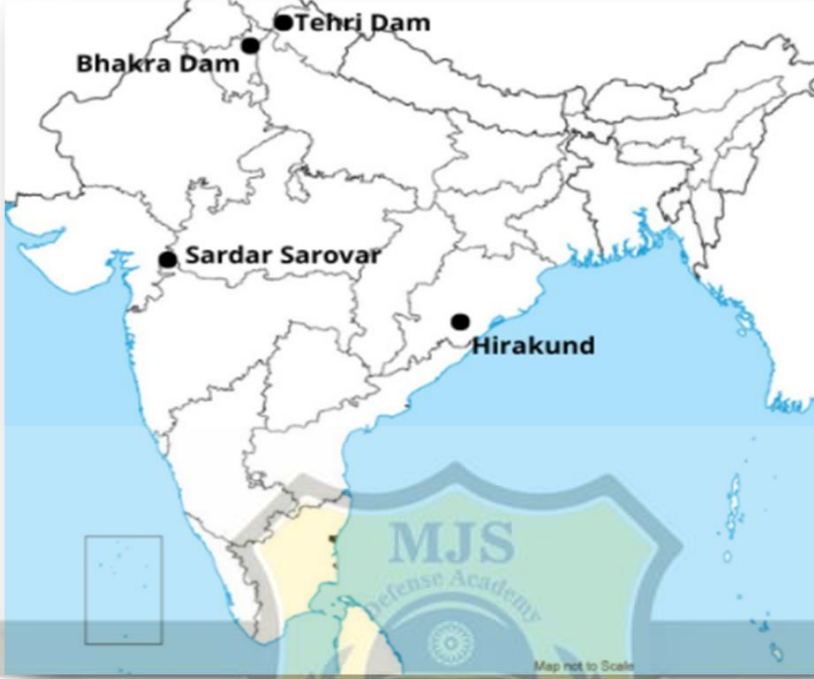 Tehri Dam
Bhakra Dam
Sardar Sarovar
Hirakund
MJS
Defense Academy
Map not to Scale